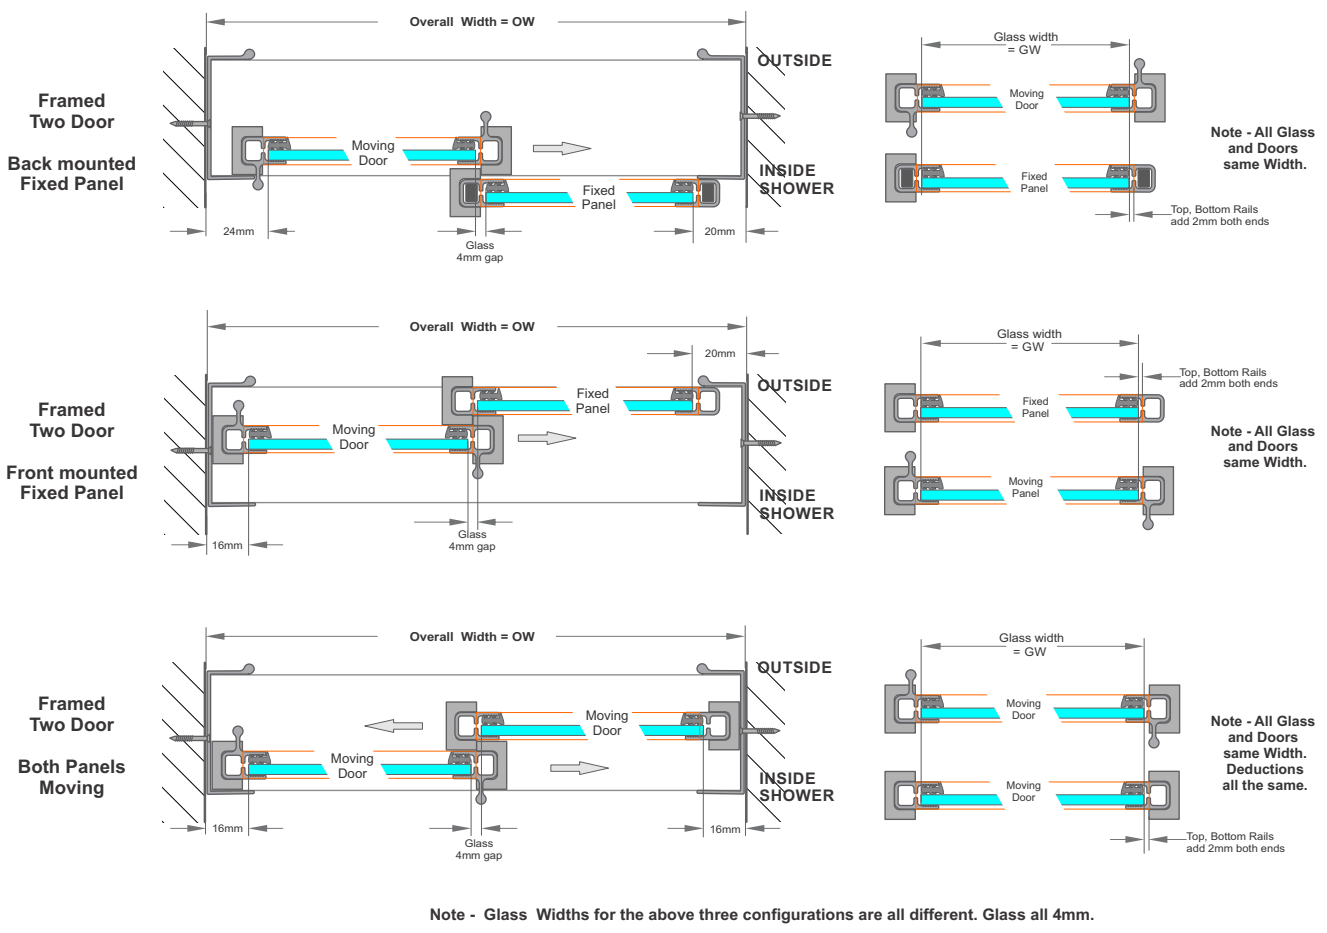 Overall Width = OW
Framed
Two Door
Back mounted
Fixed Panel
OUTSIDE
Moving
Door
INSIDE
SHOWER
Fixed
Panel
24mm
Glass
4mm gap
20mm
Glass width
= GW
Moving
Door
Fixed
Panel
Note - All Glass
and Doors
same Width.
Top, Bottom Rails
add 2mm both ends
Overall Width = OW
20mm
Framed
Two Door
Front mounted
Fixed Panel
OUTSIDE
Fixed
Panel
Moving
Door
INSIDE
SHOWER
Glass
4mm gap
16mm
Glass width
= GW
Top, Bottom Rails
add 2mm both ends
Fixed
Panel
Note - All Glass
and Doors
same Width.
Moving
Panel
Overall Width = OW
Framed
Two Door
Both Panels
Moving
OUTSIDE
Moving
Door
Moving
Door
INSIDE
SHOWER
16mm
Glass
4mm gap
16mm
Glass width
= GW
Moving
Door
Moving
Door
Note - All Glass
and Doors
same Width.
Deductions
all the same.
Top, Bottom Rails
add 2mm both ends
Note - Glass Widths for the above three configurations are all different. Glass all 4mm.